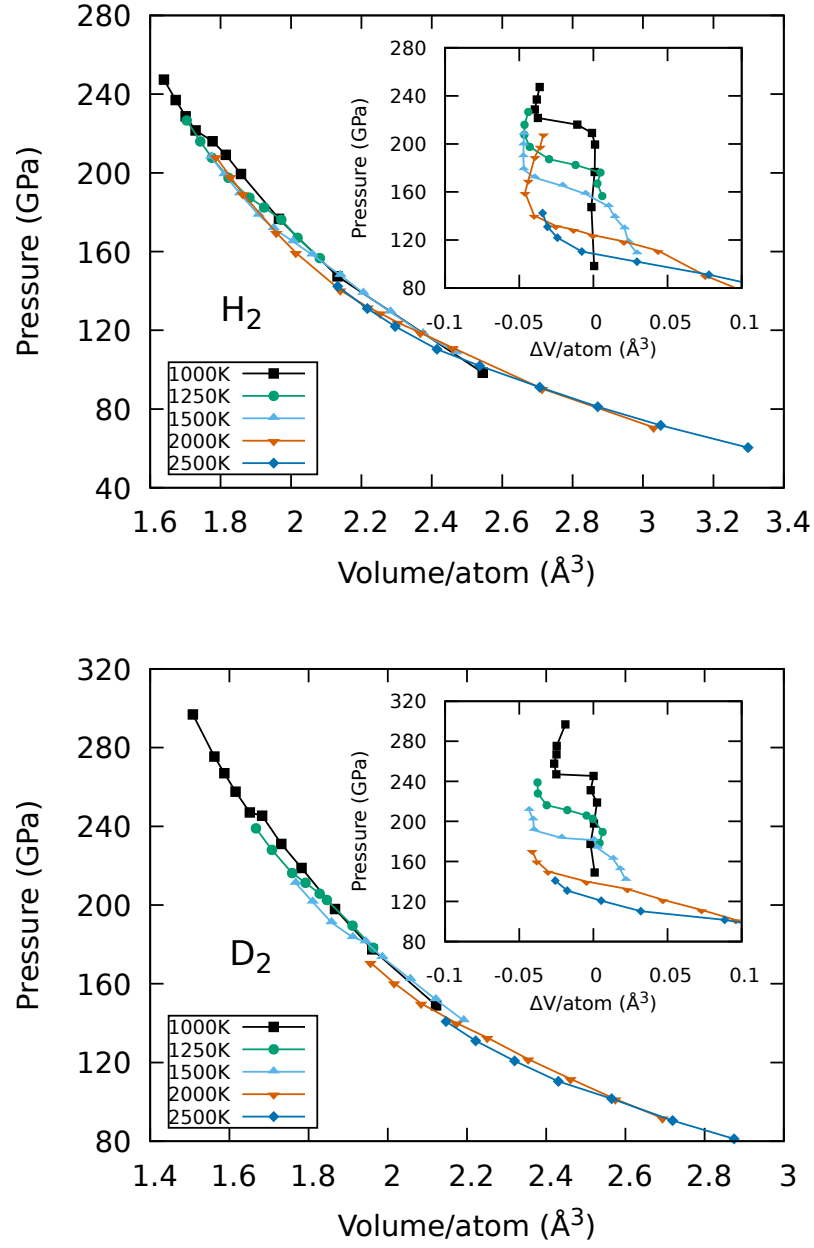 280
240
200
160
120
80
40
Pressure (GPa)
1.6 1.8 2 2.2 2.4 2.6 2.8 3 3.2 3.4
Volume/atom (Å³)
H₂
1000K
1250K
1500K
2000K
2500K
280
240
200
160
120
80
Pressure (GPa)
-0.1 -0.05 0 0.05 0.1
ΔV/atom (Å³)
320
280
240
200
160
120
80
Pressure (GPa)
1.4 1.6 1.8 2 2.2 2.4 2.6 2.8 3
Volume/atom (Å³)
D₂
1000K
1250K
1500K
2000K
2500K
320
280
240
200
160
120
80
Pressure (GPa)
-0.1 -0.05 0 0.05 0.1
ΔV/atom (Å³)